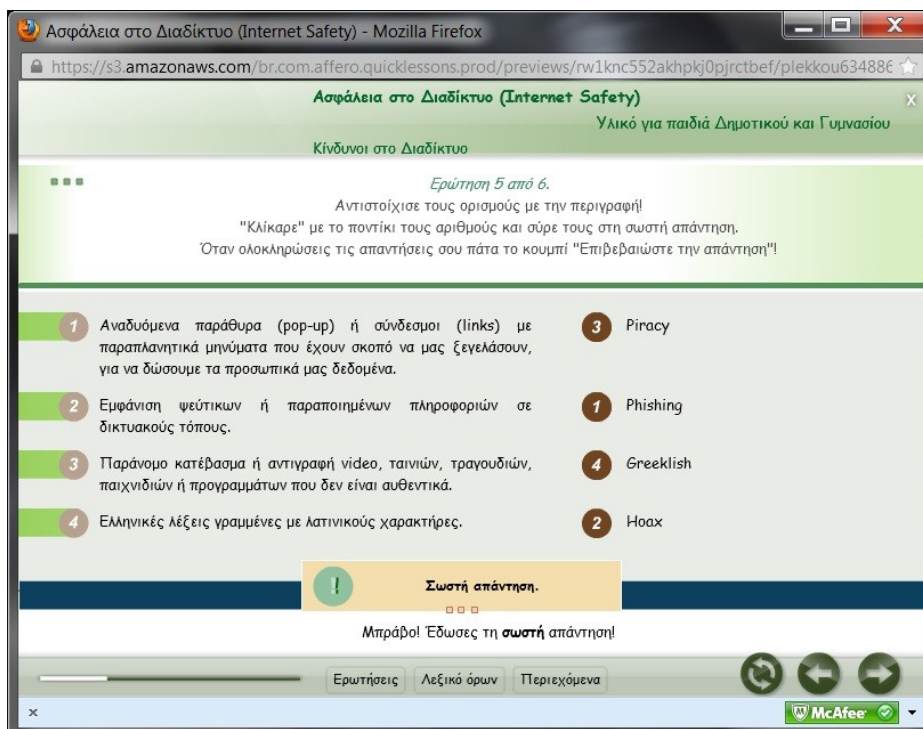 Ασφάλεια στο Διαδίκτυο (Internet Safety) - Mozilla Firefox
https://s3.amazonaws.com/br.com.affero.quicklessons.prod/previews/rw1knc552akhpkj0pjrctbef/plekkou634886
Ασφάλεια στο Διαδίκτυο (Internet Safety)
x
Υλικό για παιδιά Δημοτικού και Γυμνασίου
Κίνδυνοι στο Διαδίκτυο
Ερώτηση 5 από 6.
Αντιστοίχισε τους ορισμούς με την περιγραφή!
"Κλίκαρε" με το ποντίκι τους αριθμούς και σύρε τους στη σωστή απάντηση.
Όταν ολοκληρώσεις τις απαντήσεις σου πάτα το κουμπί "Επιβεβαιώστε την απάντηση"!
1 Αναδυόμενα παράθυρα (pop-up) ή σύνδεσμοι (links) με
παραπλανητικά μηνύματα που έχουν σκοπό να μας ξεγελάσουν,
για να δώσουμε τα προσωπικά μας δεδομένα.
3 Piracy
2 Εμφάνιση ψεύτικων ή παραποιημένων πληροφοριών σε
δικτυακούς τόπους.
1 Phishing
3 Παράνομο κατέβασμα ή αντιγραφή video, ταινιών, τραγουδιών,
παιχνιδιών ή προγραμμάτων που δεν είναι αυθεντικά.
4 Greeklish
4 Ελληνικές λέξεις γραμμένες με λατινικούς χαρακτήρες.
2 Hoax
! Σωστή απάντηση.
Μπράβο! Έδωσες τη σωστή απάντηση!
Ερωτήσεις Λεξικό όρων Περιεχόμενα
x McAfee